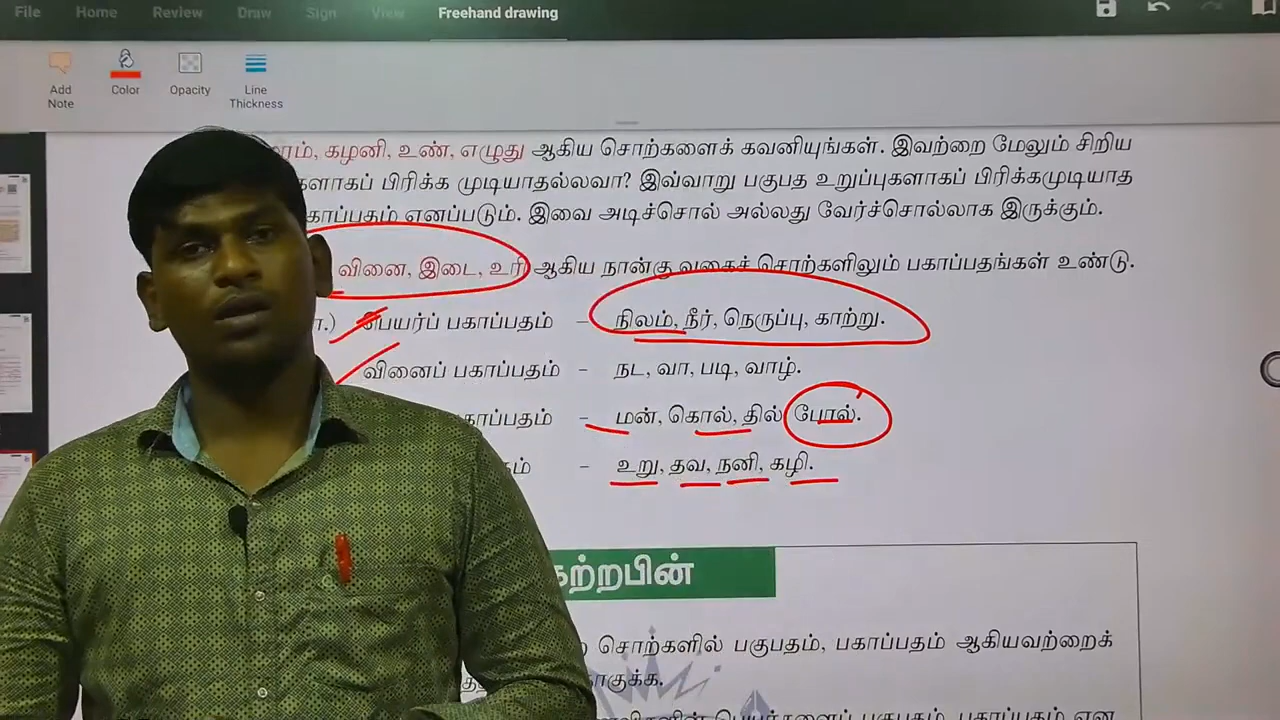 File Home Review Draw Sign View Freehand drawing
Add Note Color Opacity Line Thickness
கழனி, உண், எழுது ஆகிய சொற்களைக் கவனியுங்கள். இவற்றை மேலும் சிறிய
களாகப் பிரிக்க முடியாதல்லவா? இவ்வாறு பகுபத உறுப்புகளாகப் பிரிக்கமுடியாத
காப்பதம் எனப்படும். இவை அடிச்சொல் அல்லது வேர்ச்சொல்லாக இருக்கும்.
வினை, இடை, உரி ஆகிய நான்கு வகைச் சொற்களிலும் பகாப்பதங்கள் உண்டு.
பெயர்ப் பகாப்பதம் – நிலம், நீர், நெருப்பு, காற்று.
வினைப் பகாப்பதம் – நட, வா, படி, வாழ்.
காப்பதம் – மன், கொல், தில் போல்.
தம் – உறு, தவ, நனி, கழி.
கற்றபின்
சொற்களில் பகுபதம், பகாப்பதம் ஆகியவற்றைக்